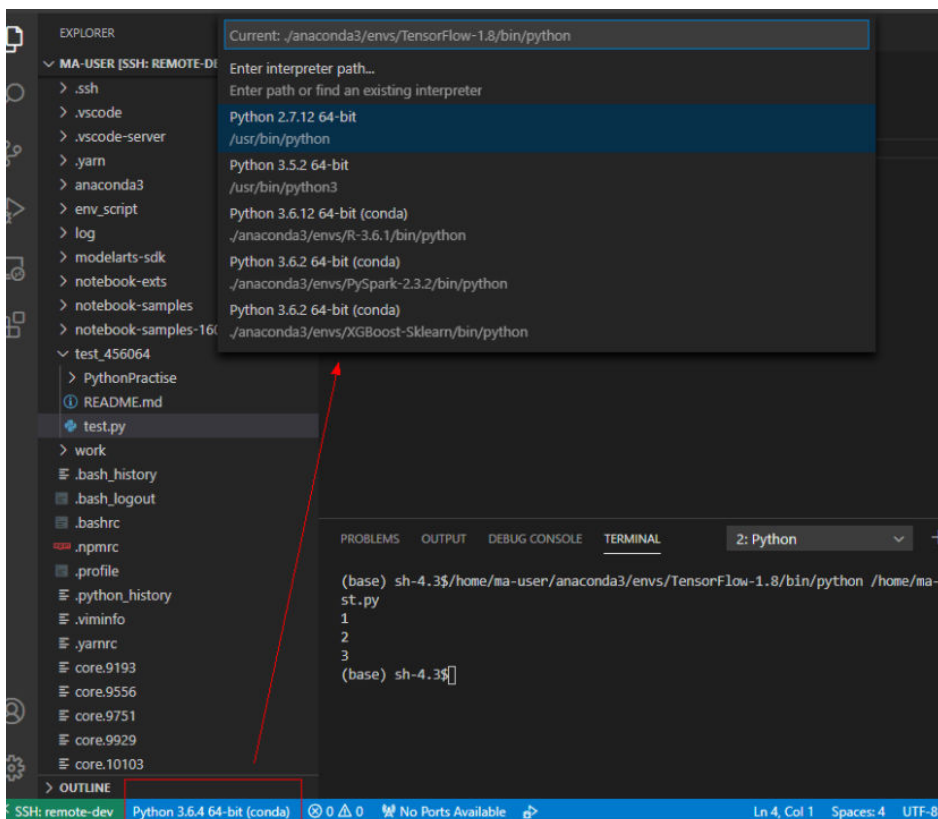 EXPLORER
Current: ./anaconda3/envs/TensorFlow-1.8/bin/python
MA-USER [SSH: REMOTE-DE
Enter interpreter path...
Enter path or find an existing interpreter
Python 2.7.12 64-bit
/usr/bin/python
Python 3.5.2 64-bit
/usr/bin/python3
Python 3.6.12 64-bit (conda)
./anaconda3/envs/R-3.6.1/bin/python
Python 3.6.2 64-bit (conda)
./anaconda3/envs/PySpark-2.3.2/bin/python
Python 3.6.2 64-bit (conda)
./anaconda3/envs/XGBoost-Sklearn/bin/python
.ssh
.vscode
.vscode-server
.yarn
anaconda3
env_script
log
modelarts-sdk
notebook-exts
notebook-samples
notebook-samples-160
test_456064
PythonPractise
README.md
test.py
work
.bash_history
.bash_logout
.bashrc
.npmrc
.profile
.python_history
.viminfo
.yarnrc
core.9193
core.9556
core.9751
core.9929
core.10103
OUTLINE
PROBLEMS OUTPUT DEBUG CONSOLE TERMINAL 2: Python
(base) sh-4.3$/home/ma-user/anaconda3/envs/TensorFlow-1.8/bin/python /home/ma-
st.py
1
2
3
(base) sh-4.3$
SSH: remote-dev Python 3.6.4 64-bit (conda) 0 0 No Ports Available Ln 4, Col 1 Spaces: 4 UTF-8